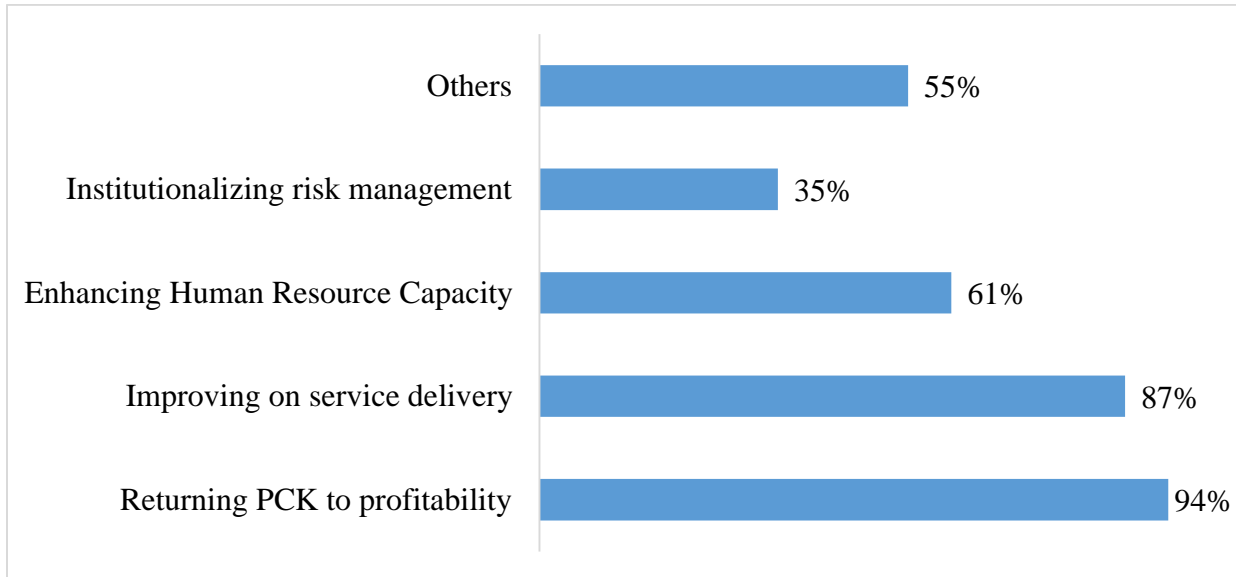 Others
55%
Institutionalizing risk management
35%
Enhancing Human Resource Capacity
61%
Improving on service delivery
87%
Returning PCK to profitability
94%